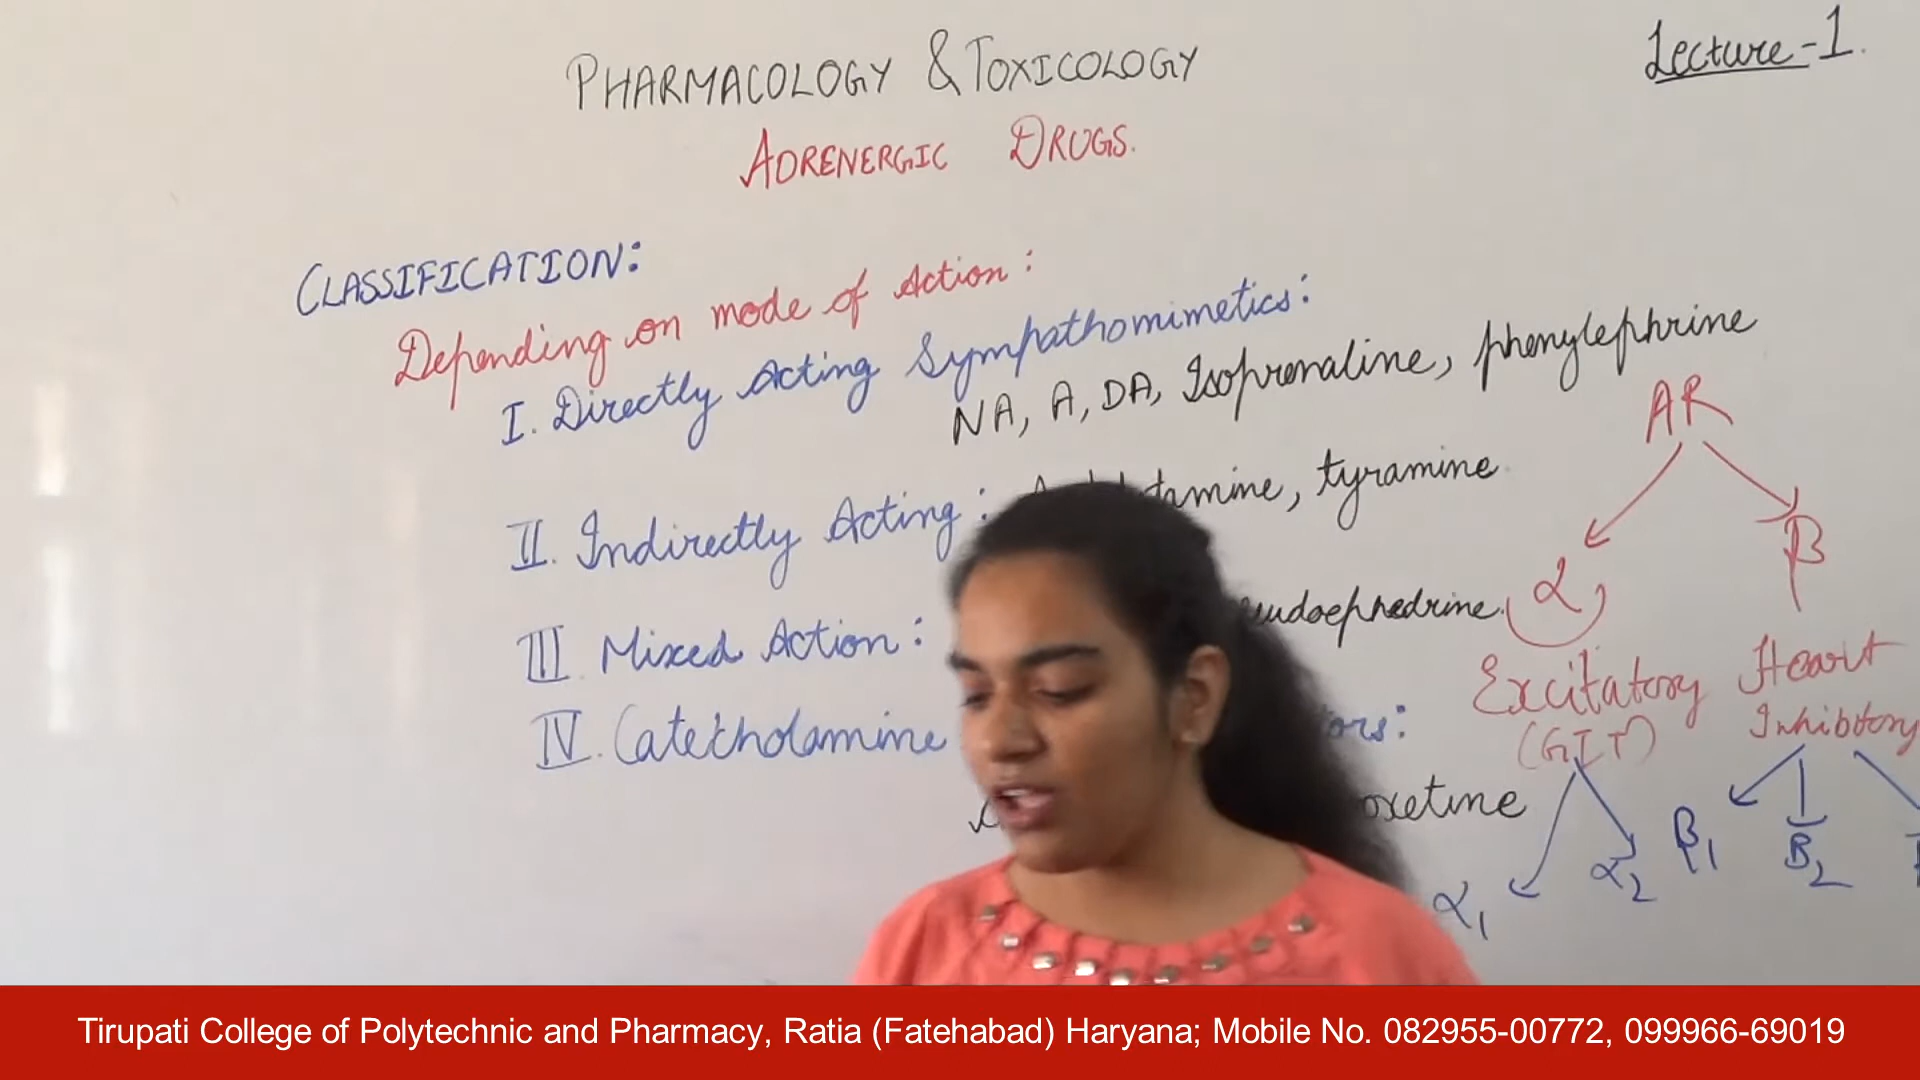 Lecture-1.
PHARMACOLOGY & TOXICOLOGY
ADRENERGIC DRUGS.
CLASSIFICATION:
Depending on mode of Action:
I. Directly Acting Sympathomimetics:
NA, A, DA, Isoprenaline, phenylephrine
II. Indirectly Acting: tyramine
III Mixed Action:
IV. Catecholamine
AR
α β
Excitatory Heart
(GIT) Inhibitory
α1 α2 β1 B2
Tirupati College of Polytechnic and Pharmacy, Ratia (Fatehabad) Haryana; Mobile No. 082955-00772, 099966-69019